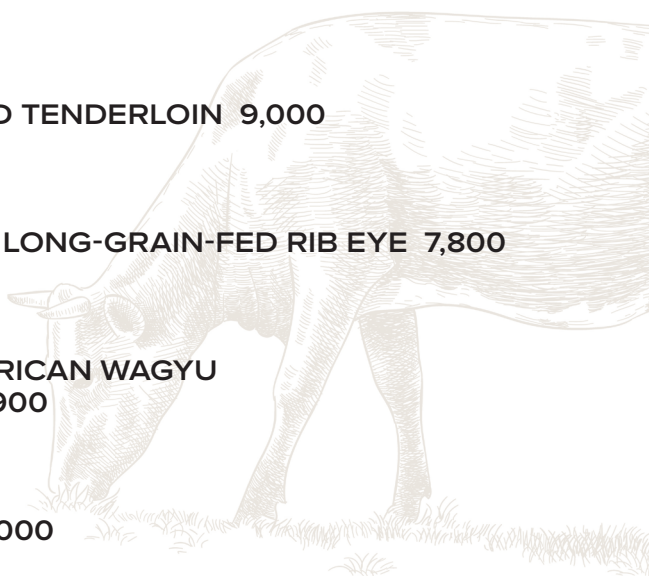 D TENDERLOIN 9,000
LONG-GRAIN-FED RIB EYE 7,800
RICAN WAGYU
900
000